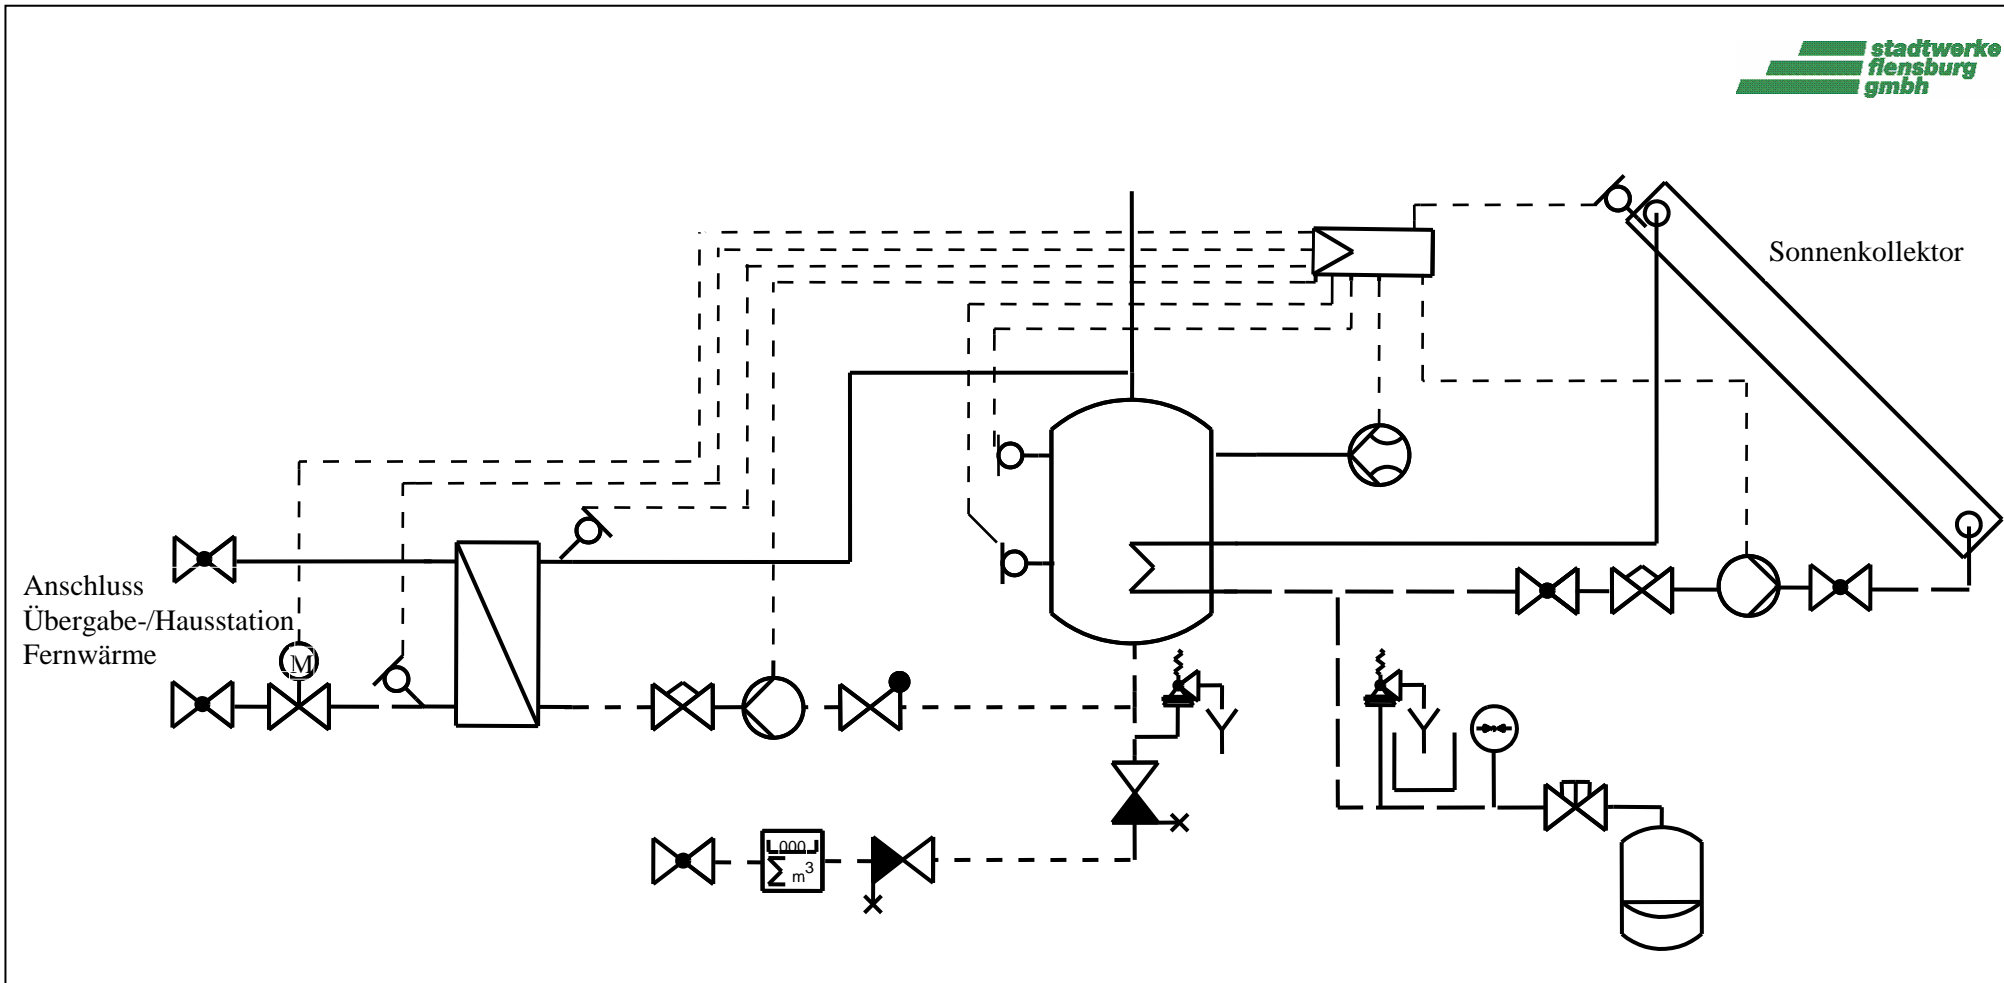 stadtwerke
flensburg
gmbh
Sonnenkollektor
Anschluss
Übergabe-/Hausstation
Fernwärme
M
000
Σ m³